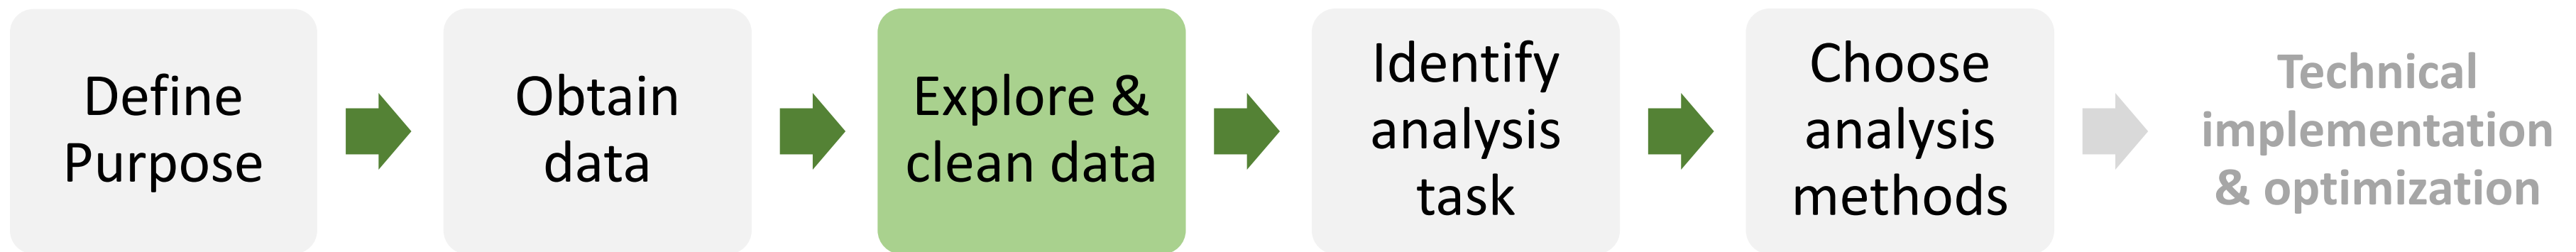 Define
Purpose
Obtain
data
Explore &
clean data
Identify
analysis
task
Choose
analysis
methods
Technical
implementation
& optimization